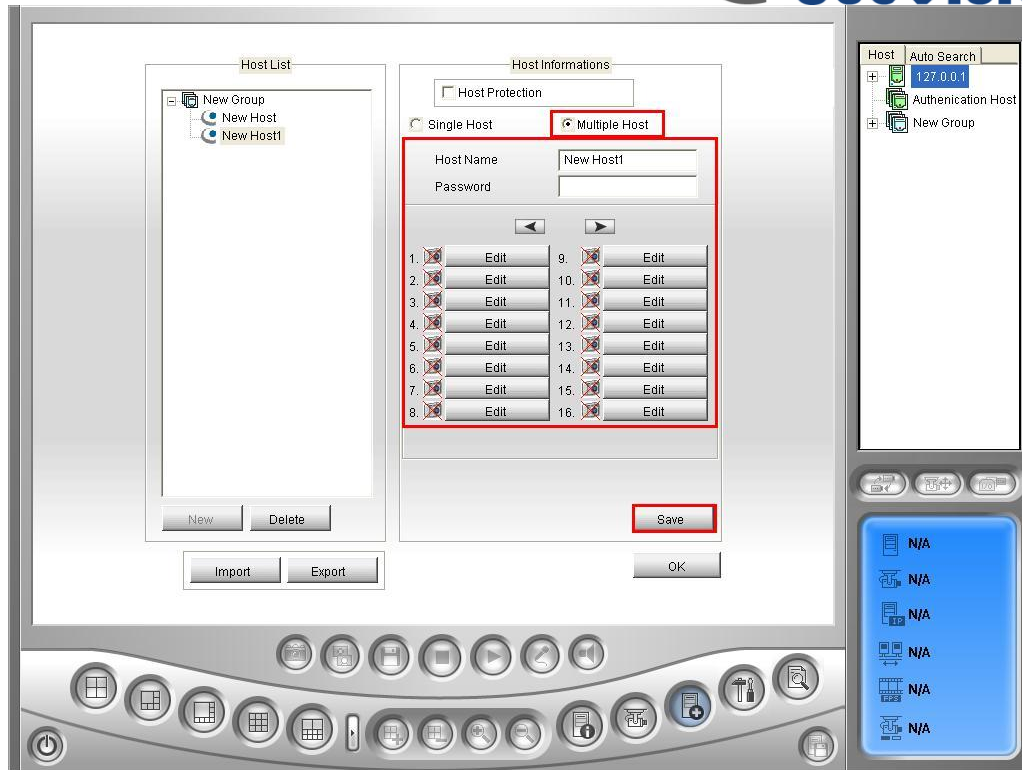 Host List
New Group
New Host
New Host1
New
Delete
Import
Export
Host Informations
Host Protection
Single Host
Multiple Host
Host Name
New Host1
Password
1. Edit
2. Edit
3. Edit
4. Edit
5. Edit
6. Edit
7. Edit
8. Edit
9. Edit
10. Edit
11. Edit
12. Edit
13. Edit
14. Edit
15. Edit
16. Edit
Save
OK
Host
Auto Search
127.0.0.1
Authenication Host
New Group
N/A
N/A
IP N/A
N/A
FPS N/A
N/A